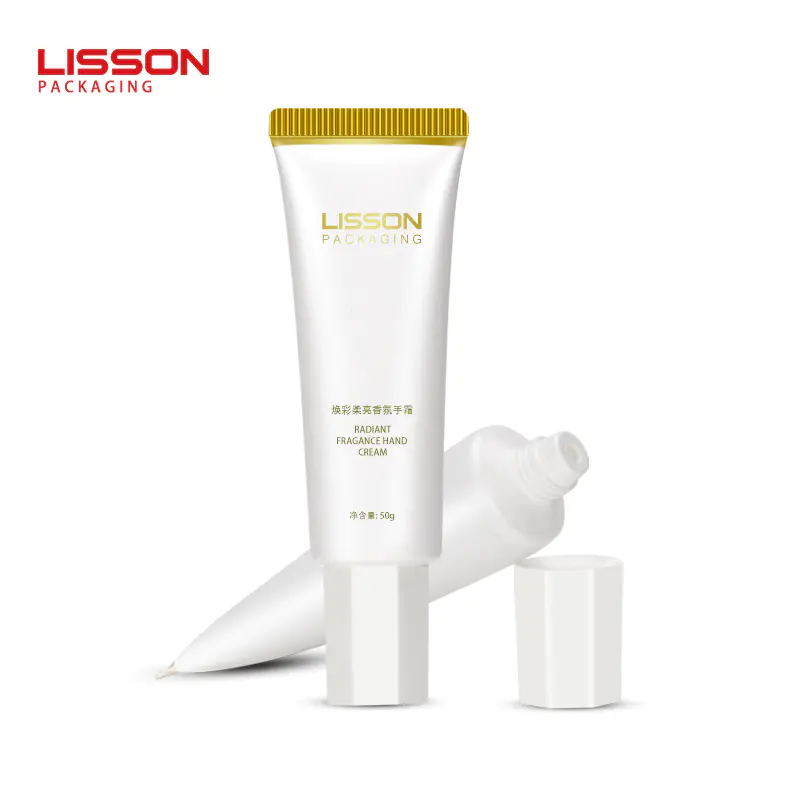 LISSON
PACKAGING
LISSON
PACKAGING
焕彩柔亮香氛手霜
RADIANT
FRAGANCE HAND
CREAM
净含量: 50g